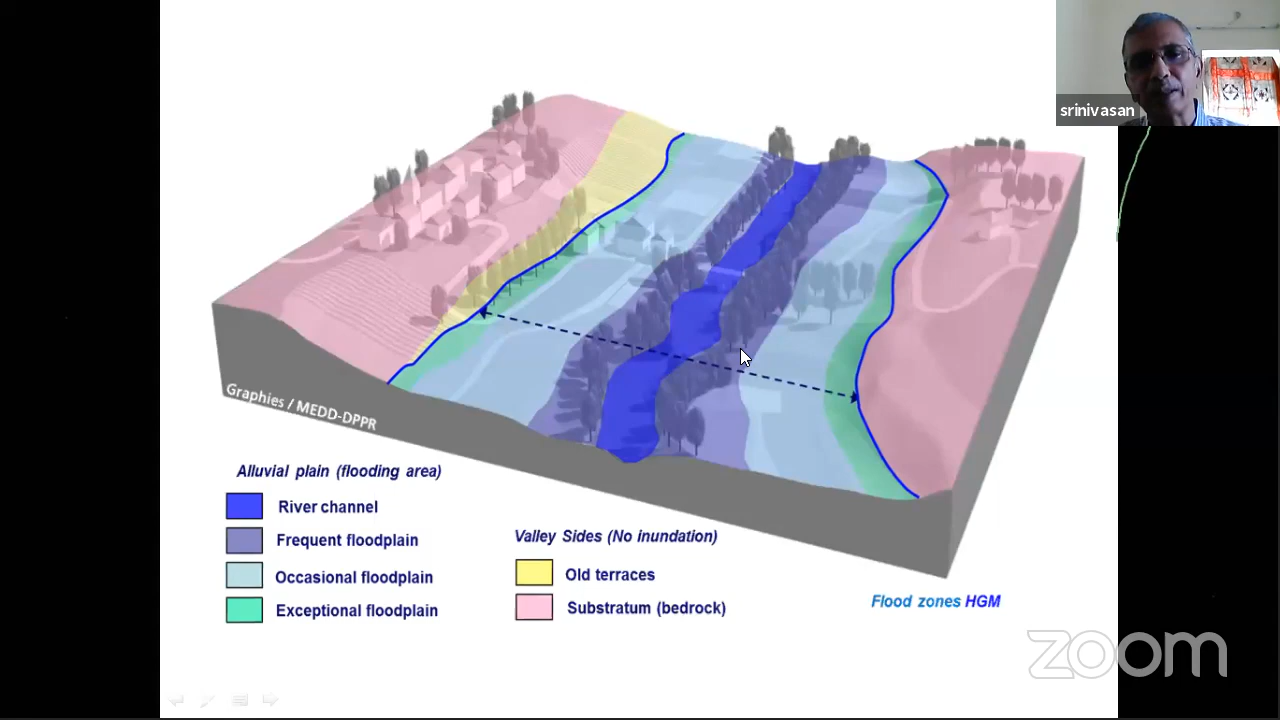 srinivasan
Graphies / MEDD-DPPR
Alluvial plain (flooding area)
River channel
Frequent floodplain
Occasional floodplain
Exceptional floodplain
Valley Sides (No inundation)
Old terraces
Substratum (bedrock)
Flood zones HGM
zoom